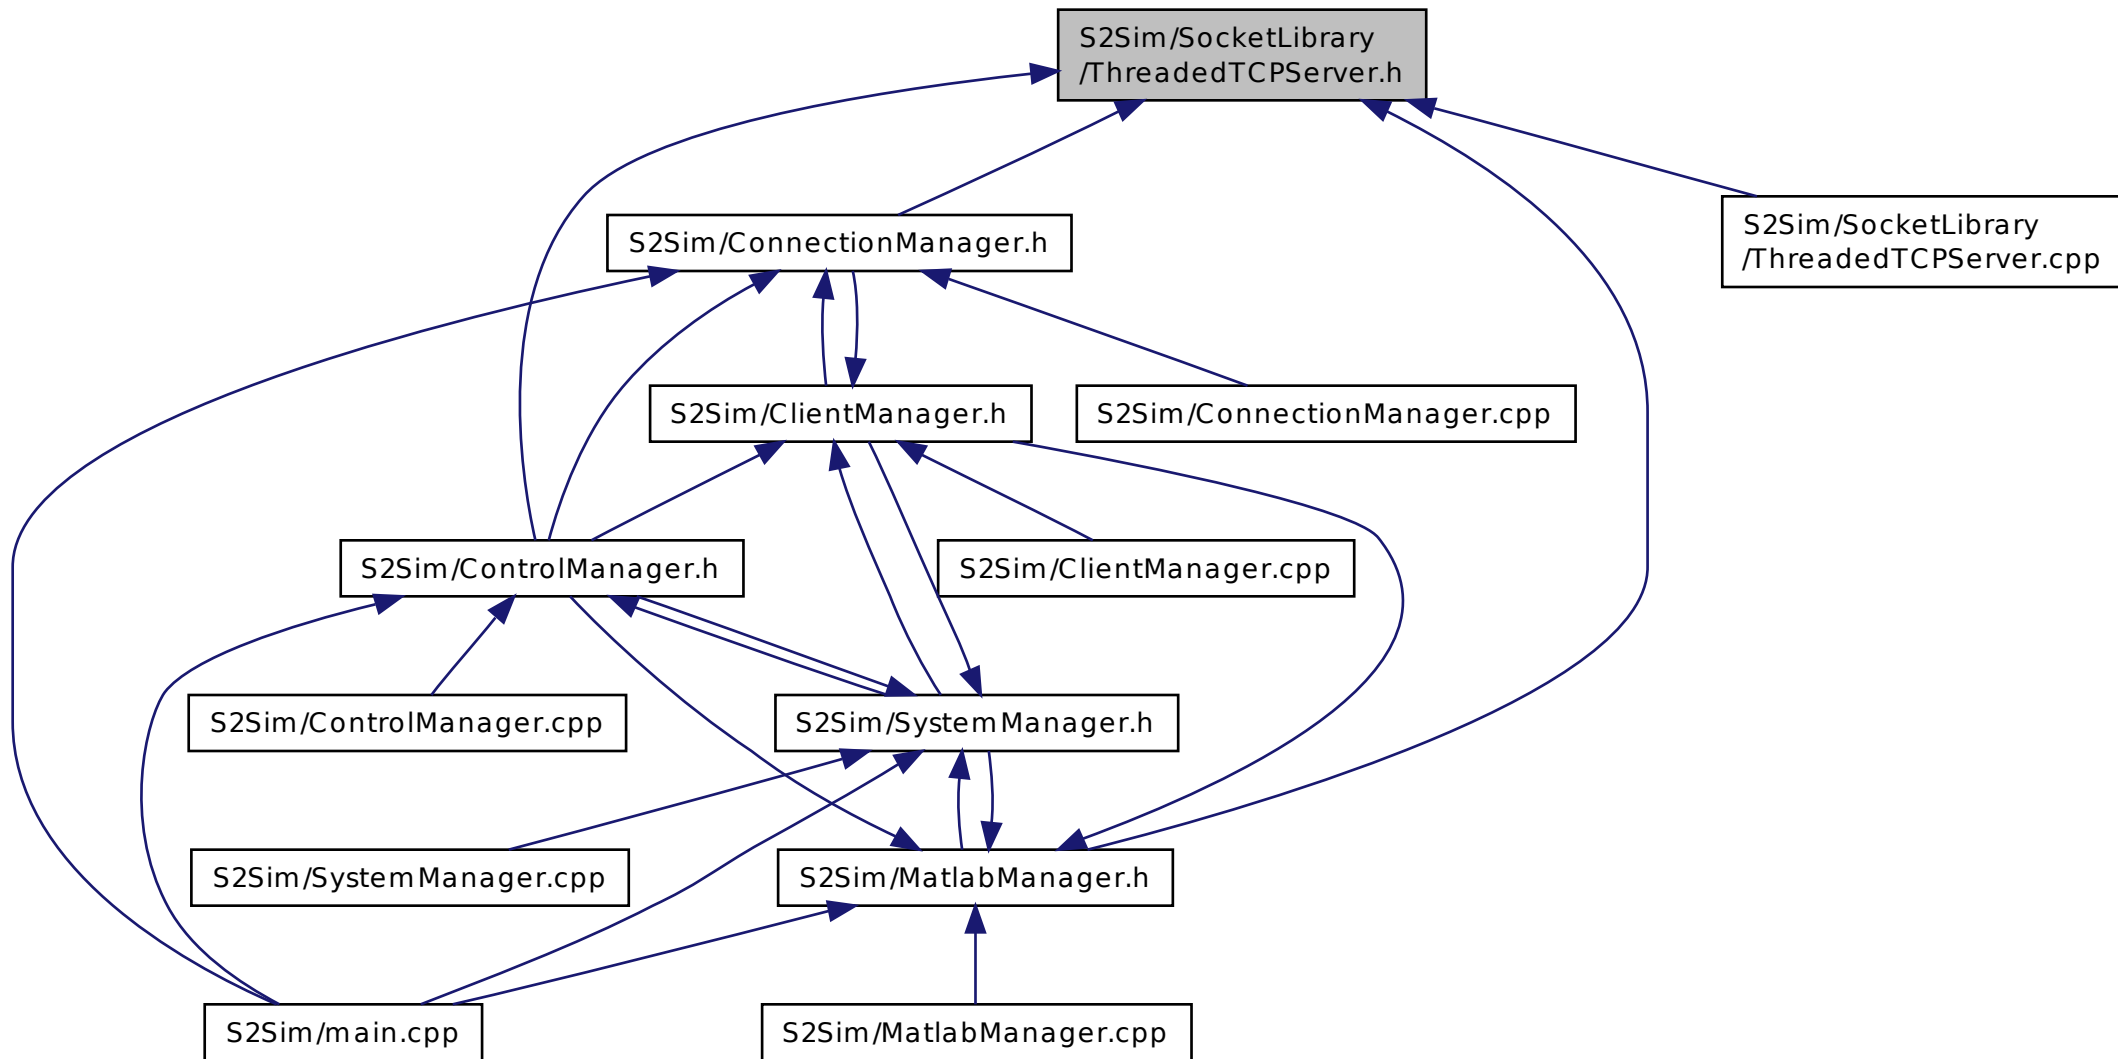 S2Sim/SocketLibrary
/ThreadedTCPServer.h
S2Sim/SocketLibrary
/ThreadedTCPServer.cpp
S2Sim/ConnectionManager.h
S2Sim/ClientManager.h
S2Sim/ConnectionManager.cpp
S2Sim/ControlManager.h
S2Sim/ClientManager.cpp
S2Sim/ControlManager.cpp
S2Sim/SystemManager.h
S2Sim/SystemManager.cpp
S2Sim/MatlabManager.h
S2Sim/main.cpp
S2Sim/MatlabManager.cpp